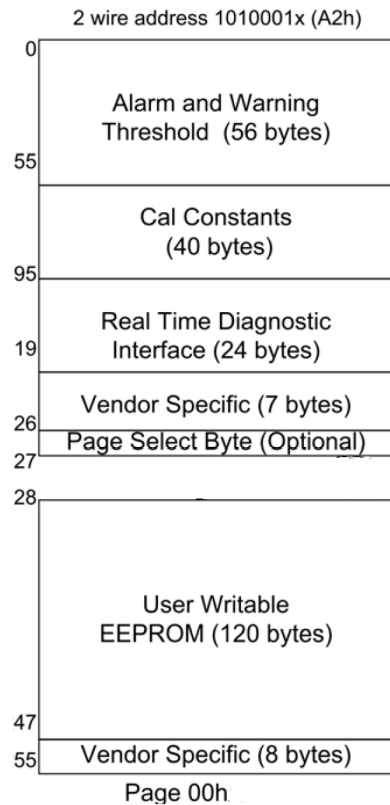 2 wire address 1010001x (A2h)
0
Alarm and Warning
Threshold (56 bytes)
55
Cal Constants
(40 bytes)
95
Real Time Diagnostic
19
Interface (24 bytes)
Vendor Specific (7 bytes)
26
Page Select Byte (Optional)
27
28
User Writable
EEPROM (120 bytes)
47
Vendor Specific (8 bytes)
55
Page 00h